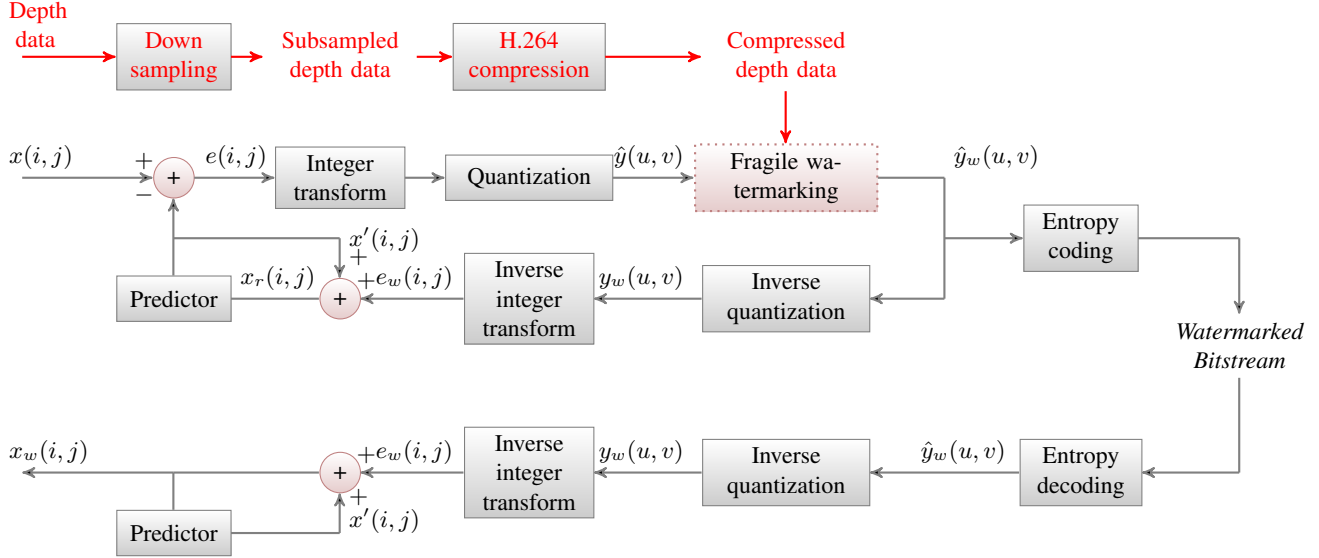 Depth
data
Down
sampling
Subsampled
depth data
H.264
compression
Compressed
depth data
x(i, j)
+
−
+
e(i, j)
Integer
transform
Quantization
ŷ(u, v)
Fragile wa-
termarking
ŷ_w(u, v)
Entropy
coding
x′(i, j)
+
Predictor
x_r(i, j)
+
+e_w(i, j)
Inverse
integer
transform
y_w(u, v)
Inverse
quantization
Watermarked
Bitstream
x_w(i, j)
+
+e_w(i, j)
+
x′(i, j)
Predictor
Inverse
integer
transform
y_w(u, v)
Inverse
quantization
ŷ_w(u, v)
Entropy
decoding